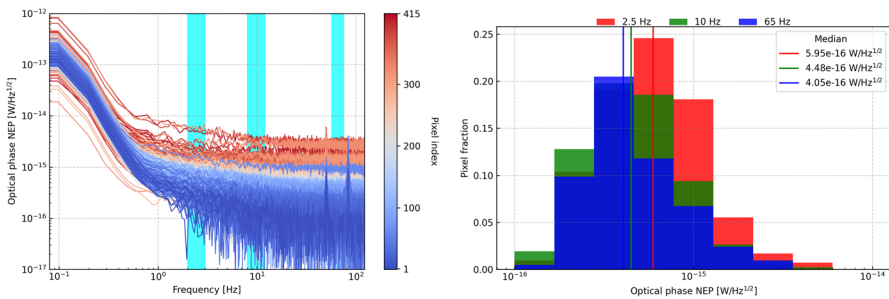 10⁻¹²
10⁻¹³
10⁻¹⁴
10⁻¹⁵
10⁻¹⁶
10⁻¹⁷
Optical phase NEP [W/Hz^{1/2}]
10⁻¹
10⁰
10¹
10²
Frequency [Hz]
415
400
300
200
100
1
Pixel index
2.5 Hz
10 Hz
65 Hz
Median
5.95e-16 W/Hz^{1/2}
4.48e-16 W/Hz^{1/2}
4.05e-16 W/Hz^{1/2}
0.25
0.20
0.15
0.10
0.05
0.00
Pixel fraction
10⁻¹⁶
10⁻¹⁵
10⁻¹⁴
Optical phase NEP [W/Hz^{1/2}]